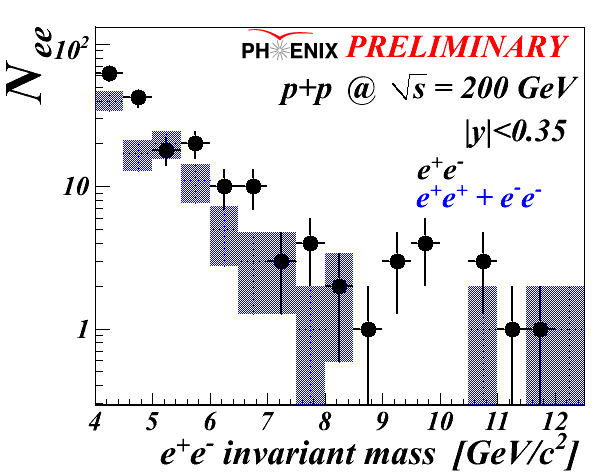 N_ee
10²
10
1
PHENIX PRELIMINARY
p+p @ √s = 200 GeV
|y|<0.35
e⁺e⁻
e⁺e⁺ + e⁻e⁻
4 5 6 7 8 9 10 11 12
e⁺e⁻ invariant mass [GeV/c²]